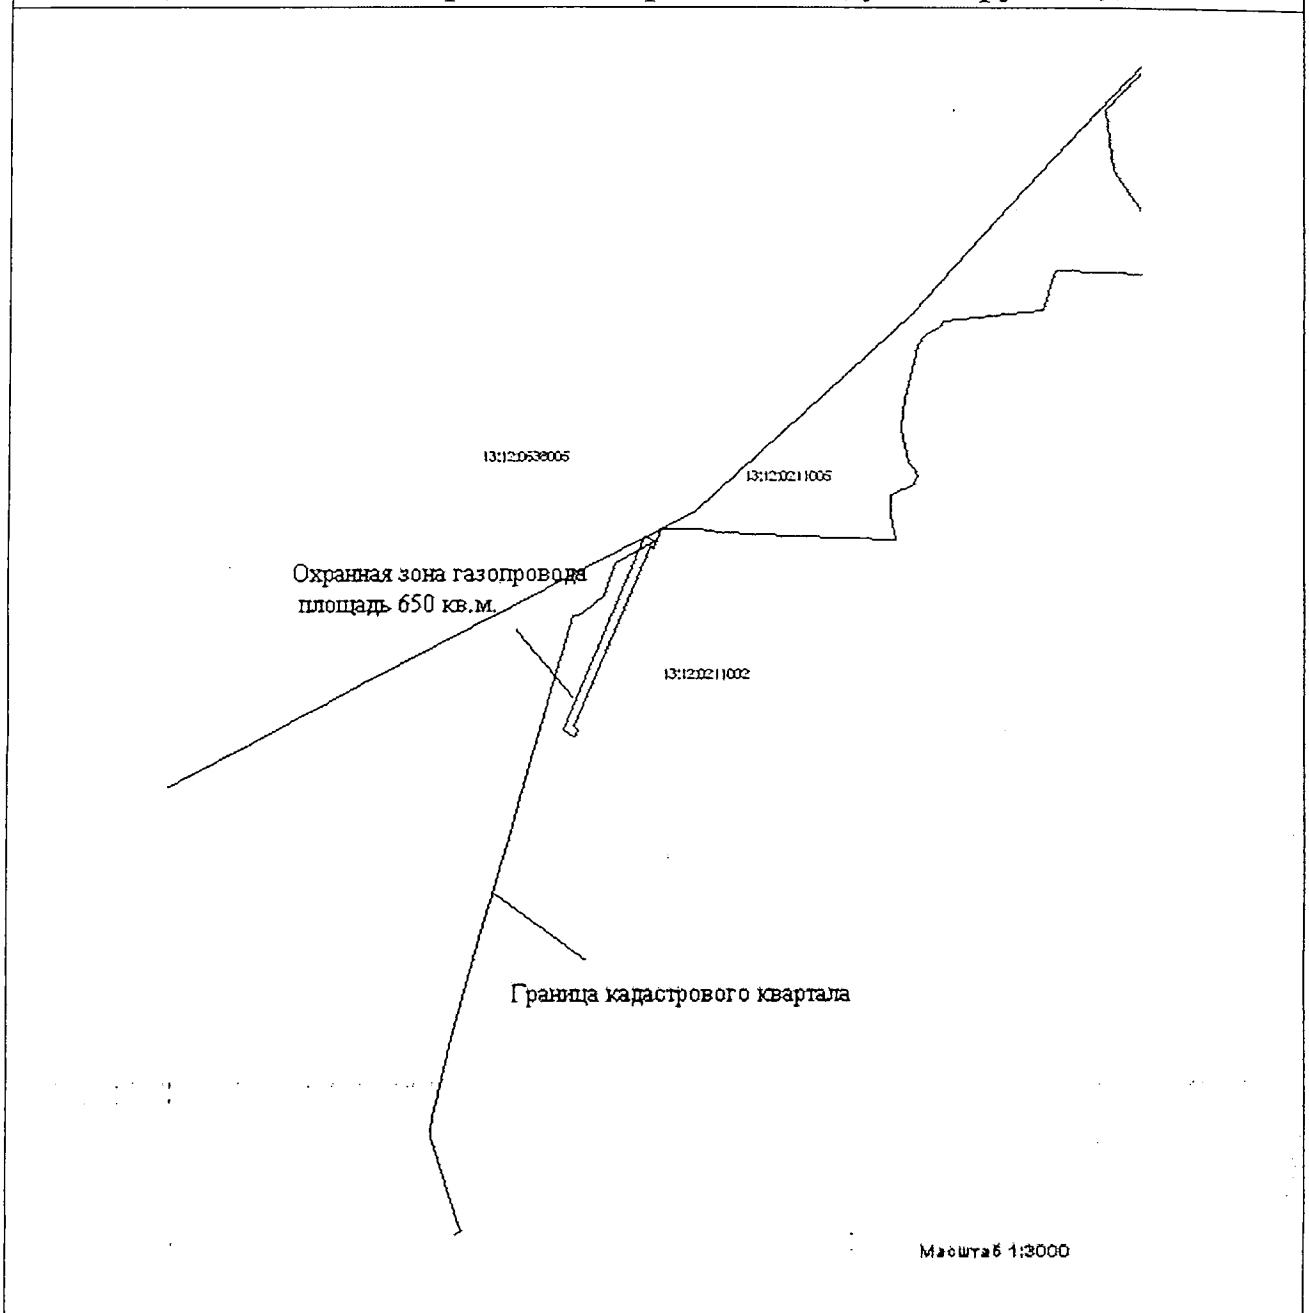 13:12:0638005
13:12:0211005
Охранная зона газопровода
площадь 650 кв.м.
13:12:0211002
Граница кадастрового квартала
Масштаб 1:3000